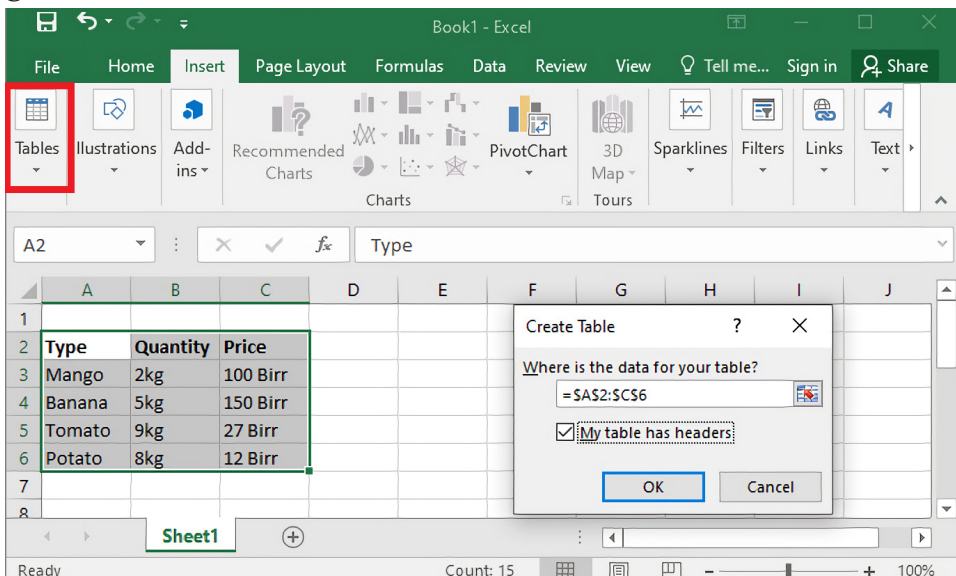 Book1 - Excel
File Home Insert Page Layout Formulas Data Review View Tell me... Sign in Share
Tables Illustrations Add-ins Recommended Charts PivotChart 3D Map Sparklines Filters Links Text
Charts Tours
A2 fx Type
A B C D E F G H I J
1
2 Type Quantity Price
3 Mango 2kg 100 Birr
4 Banana 5kg 150 Birr
5 Tomato 9kg 27 Birr
6 Potato 8kg 12 Birr
7
8
Create Table ?
Where is the data for your table?
=$A$2:$C$6
My table has headers
OK Cancel
Sheet1
Ready Count: 15 100%